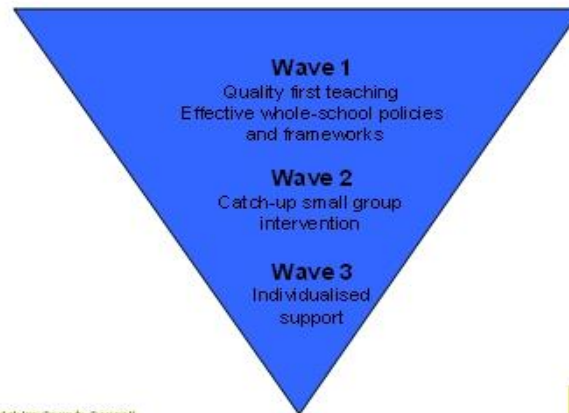 Wave 1
Quality first teaching
Effective whole-school policies
and frameworks
Wave 2
Catch-up small group
intervention
Wave 3
Individualised
support